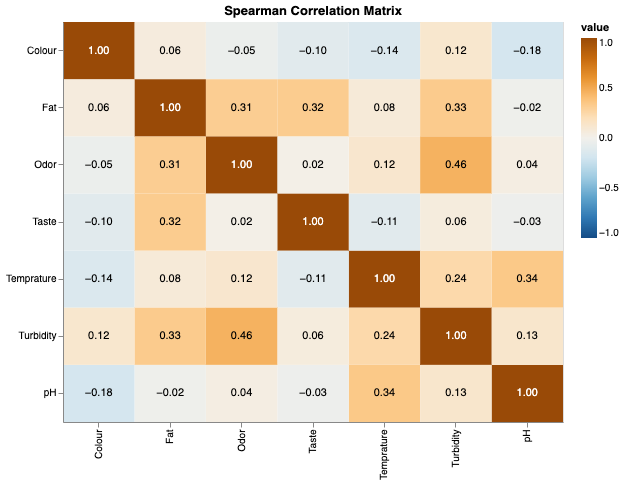 Spearman Correlation Matrix
value
Colour 1.00 0.06 −0.05 −0.10 −0.14 0.12 −0.18
Fat 0.06 1.00 0.31 0.32 0.08 0.33 −0.02
Odor −0.05 0.31 1.00 0.02 0.12 0.46 0.04
Taste −0.10 0.32 0.02 1.00 −0.11 0.06 −0.03
Temprature −0.14 0.08 0.12 −0.11 1.00 0.24 0.34
Turbidity 0.12 0.33 0.46 0.06 0.24 1.00 0.13
pH −0.18 −0.02 0.04 −0.03 0.34 0.13 1.00
Colour Fat Odor Taste Temprature Turbidity pH
1.0
0.5
0.0
−0.5
−1.0